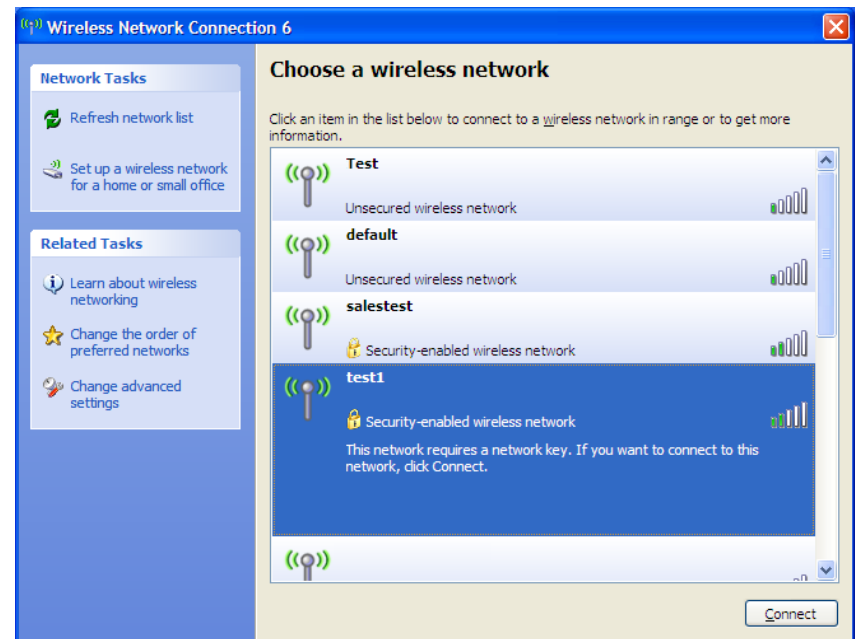 Wireless Network Connection 6
Network Tasks
Refresh network list
Set up a wireless network
for a home or small office
Related Tasks
Learn about wireless
networking
Change the order of
preferred networks
Change advanced
settings
Choose a wireless network
Click an item in the list below to connect to a wireless network in range or to get more
information.
Test
Unsecured wireless network
default
Unsecured wireless network
salestest
Security-enabled wireless network
test1
Security-enabled wireless network
This network requires a network key. If you want to connect to this
network, click Connect.
Connect